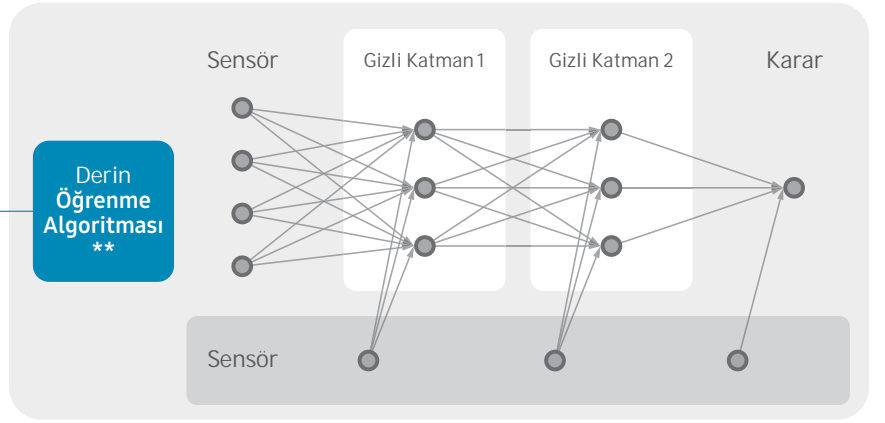 Sensör
Gizli Katman 1
Gizli Katman 2
Karar
Derin
Öğrenme
Algoritması
**
Sensör